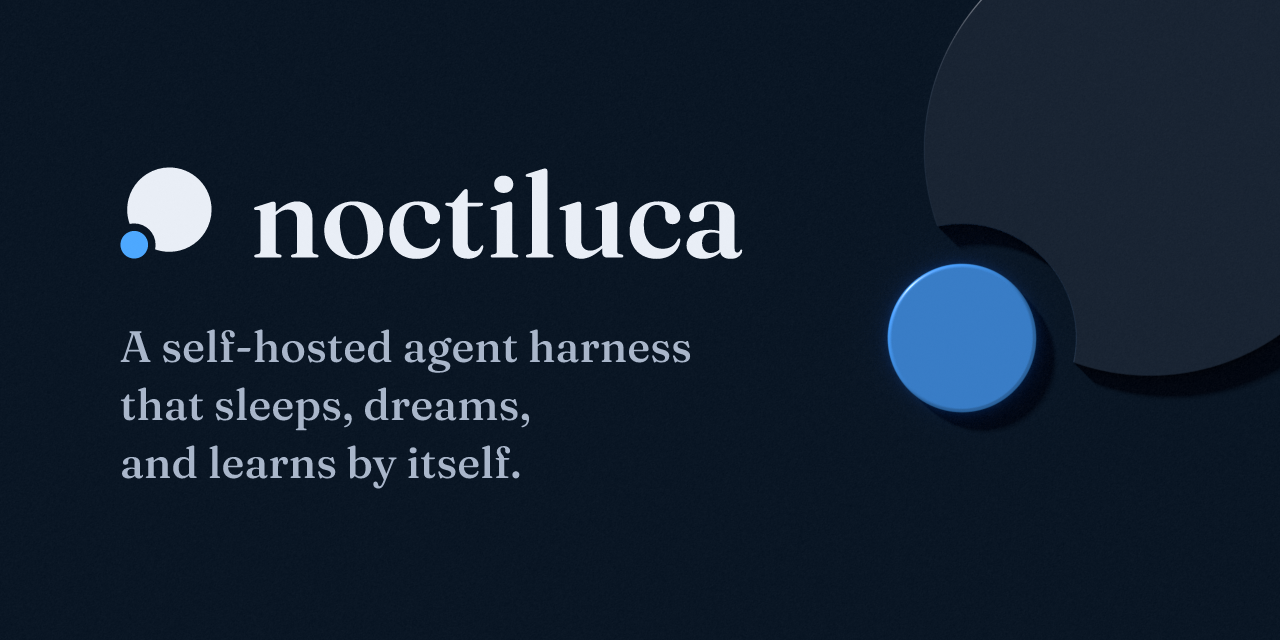 noctiluca
A self-hosted agent harness
that sleeps, dreams,
and learns by itself.